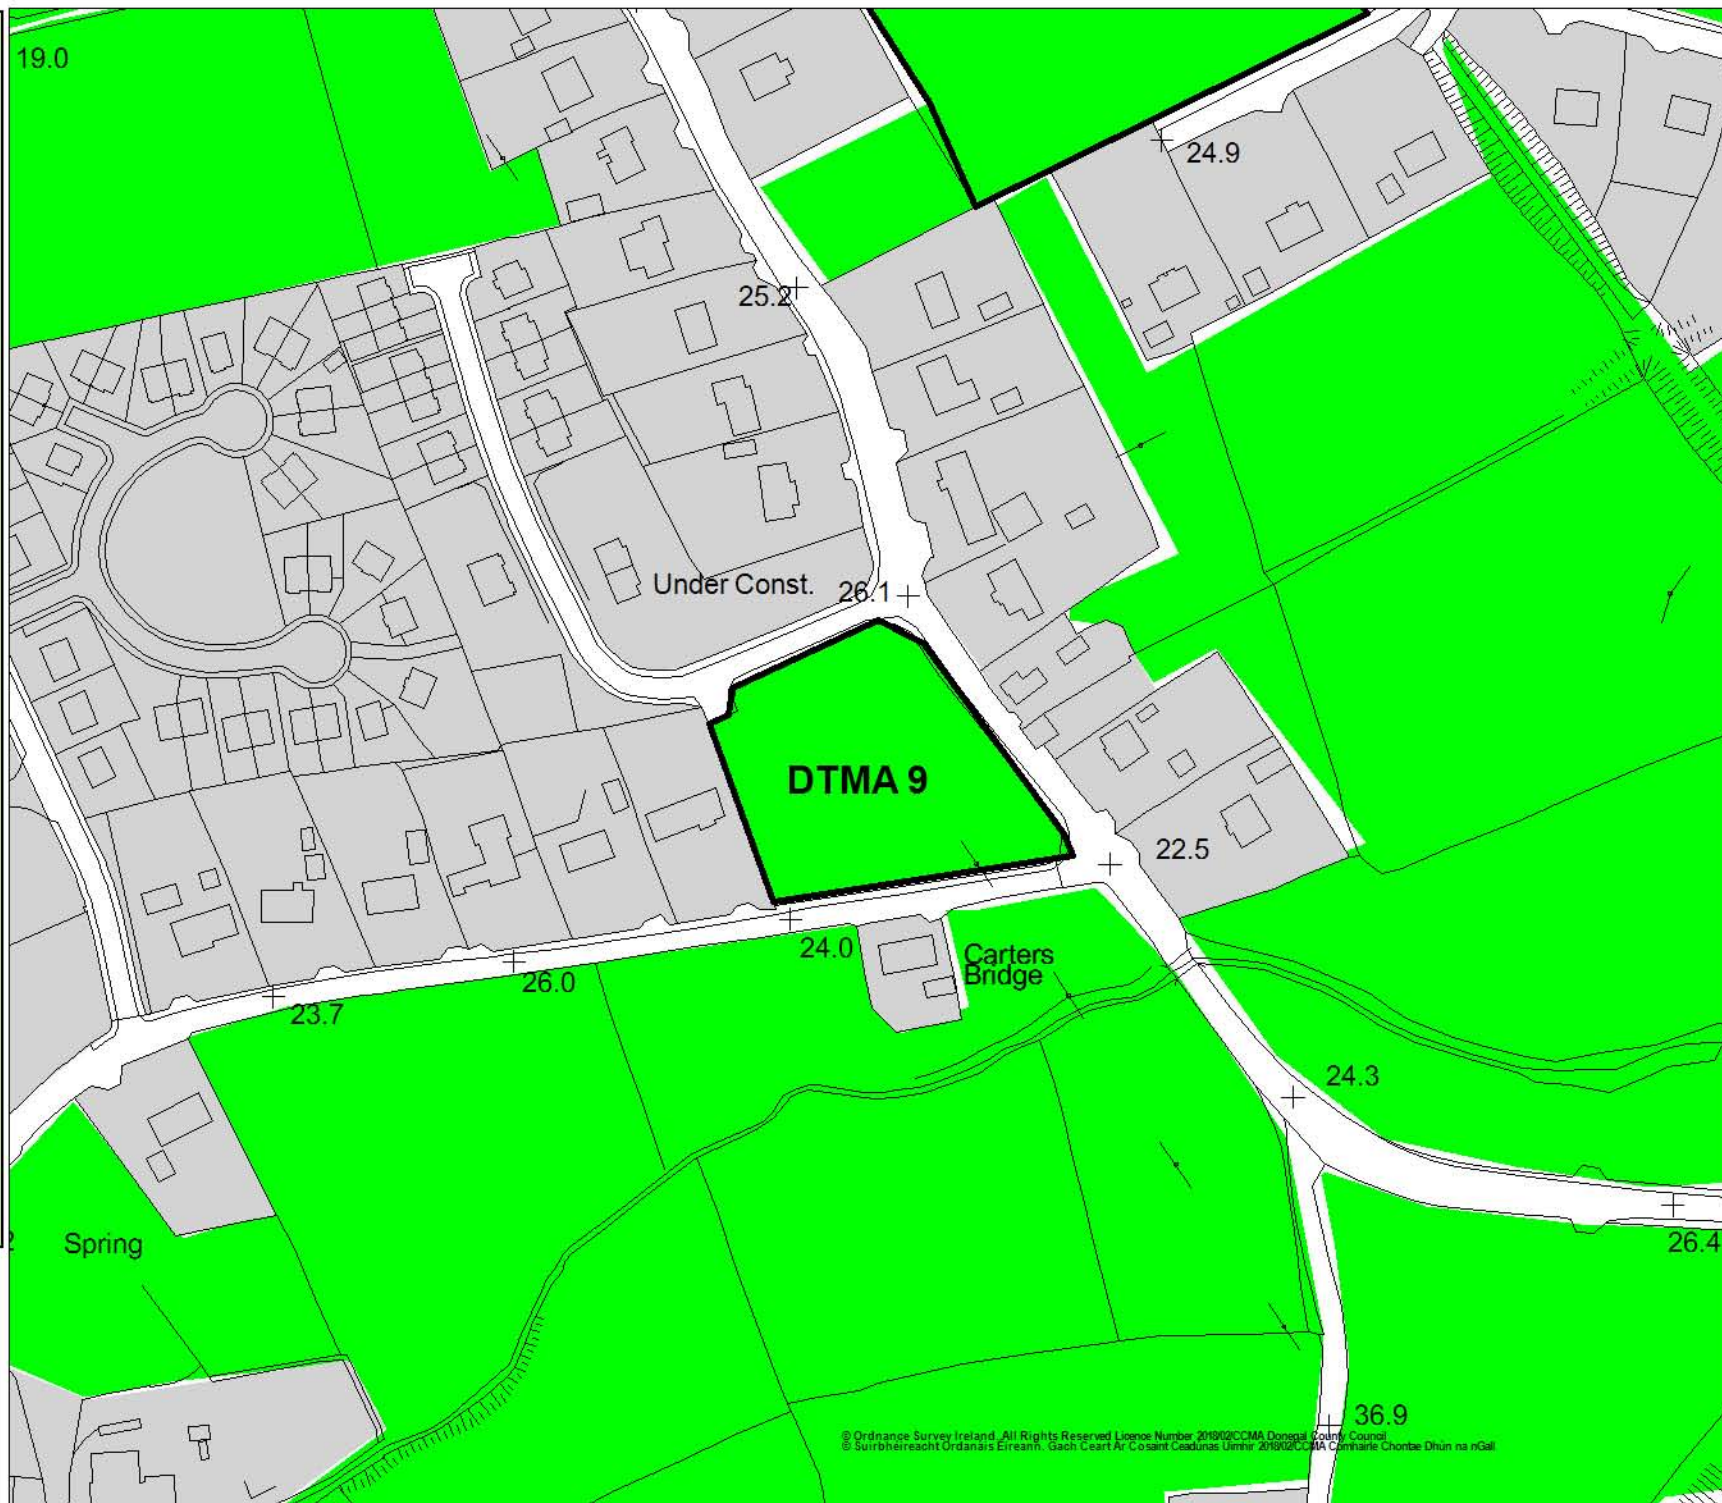 19.0
24.9
25.2
Under Const.
26.1
DTMA 9
22.5
24.0
Carters
Bridge
26.0
23.7
24.3
Spring
26.4
36.9
© Ordnance Survey Ireland. All Rights Reserved Licence Number 2018/02/CCMA Donegal County Council
© Suirbhéireacht Ordanáis Éireann. Gach Ceart Ar Cosaint Ceadúnas Uimhir 2018/02/CCMA Comhairle Chontae Dhún na nGall